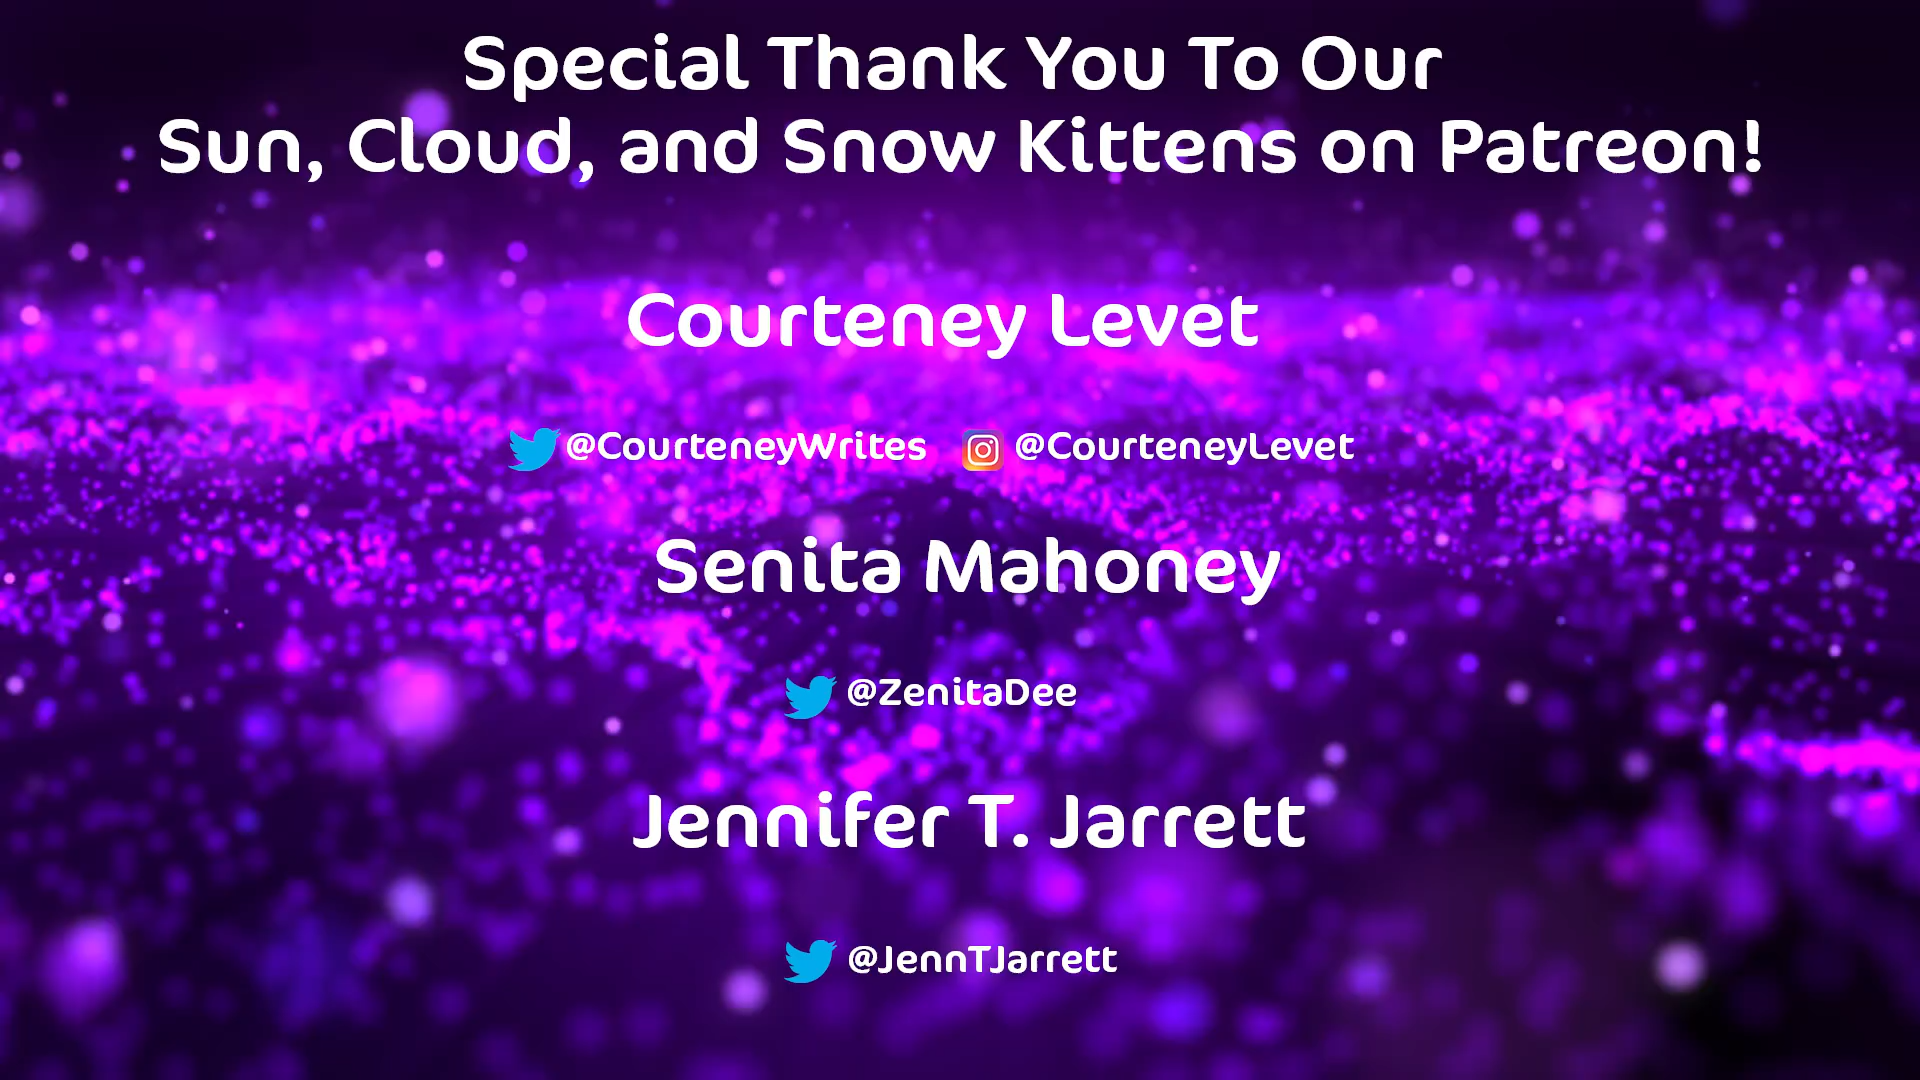 Special Thank You To Our
Sun, Cloud, and Snow Kittens on Patreon!
Courteney Levet
@CourteneyWrites @CourteneyLevet
Senita Mahoney
@ZenitaDee
Jennifer T. Jarrett
@JennTJarrett